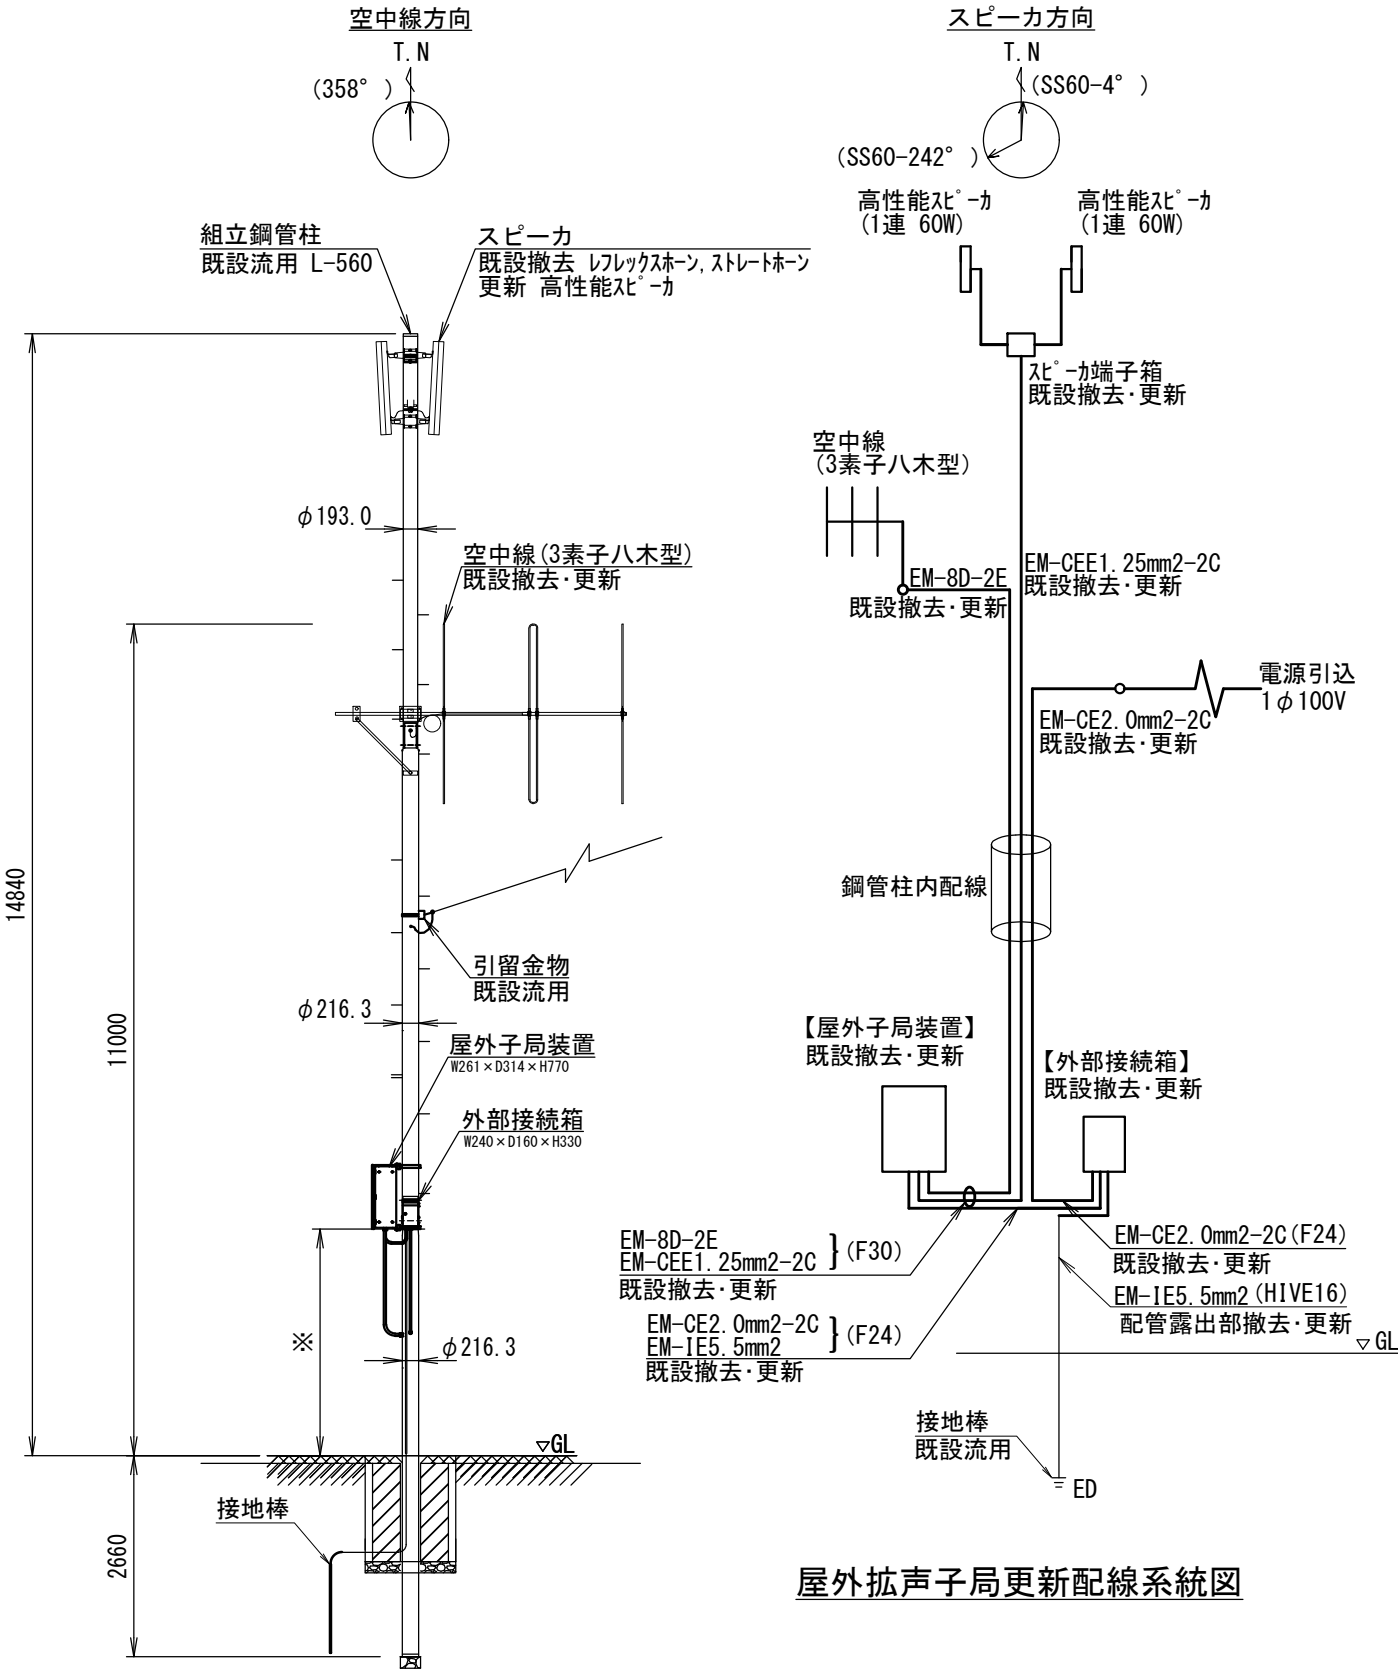 空中線方向
T.N
(358° )
スピーカ方向
T.N
(SS60-4° )
(SS60-242° )
高性能ｽﾋﾟｰｶ
(1連 60W)
高性能ｽﾋﾟｰｶ
(1連 60W)
組立鋼管柱
既設流用 L-560
スピーカ
既設撤去 ﾚﾌﾚｯｸｽﾎｰﾝ,ｽﾄﾚｰﾄﾎｰﾝ
更新 高性能ｽﾋﾟｰｶ
φ193.0
空中線(3素子八木型)
既設撤去･更新
14840
11000
引留金物
既設流用
φ216.3
屋外子局装置
W261×D314×H770
外部接続箱
W240×D160×H330
※
φ216.3
▽GL
接地棒
2660
ｽﾋﾟｰｶ端子箱
既設撤去･更新
空中線
(3素子八木型)
EM-8D-2E
既設撤去･更新
EM-CEE1.25mm2-2C
既設撤去･更新
電源引込
1φ100V
EM-CE2.0mm2-2C
既設撤去･更新
鋼管柱内配線
【屋外子局装置】
既設撤去･更新
【外部接続箱】
既設撤去･更新
EM-8D-2E
EM-CEE1.25mm2-2C } (F30)
既設撤去･更新
EM-CE2.0mm2-2C
EM-IE5.5mm2 } (F24)
既設撤去･更新
EM-CE2.0mm2-2C(F24)
既設撤去･更新
EM-IE5.5mm2(HIVE16)
配管露出部撤去･更新
▽GL
接地棒
既設流用
ED
屋外拡声子局更新配線系統図